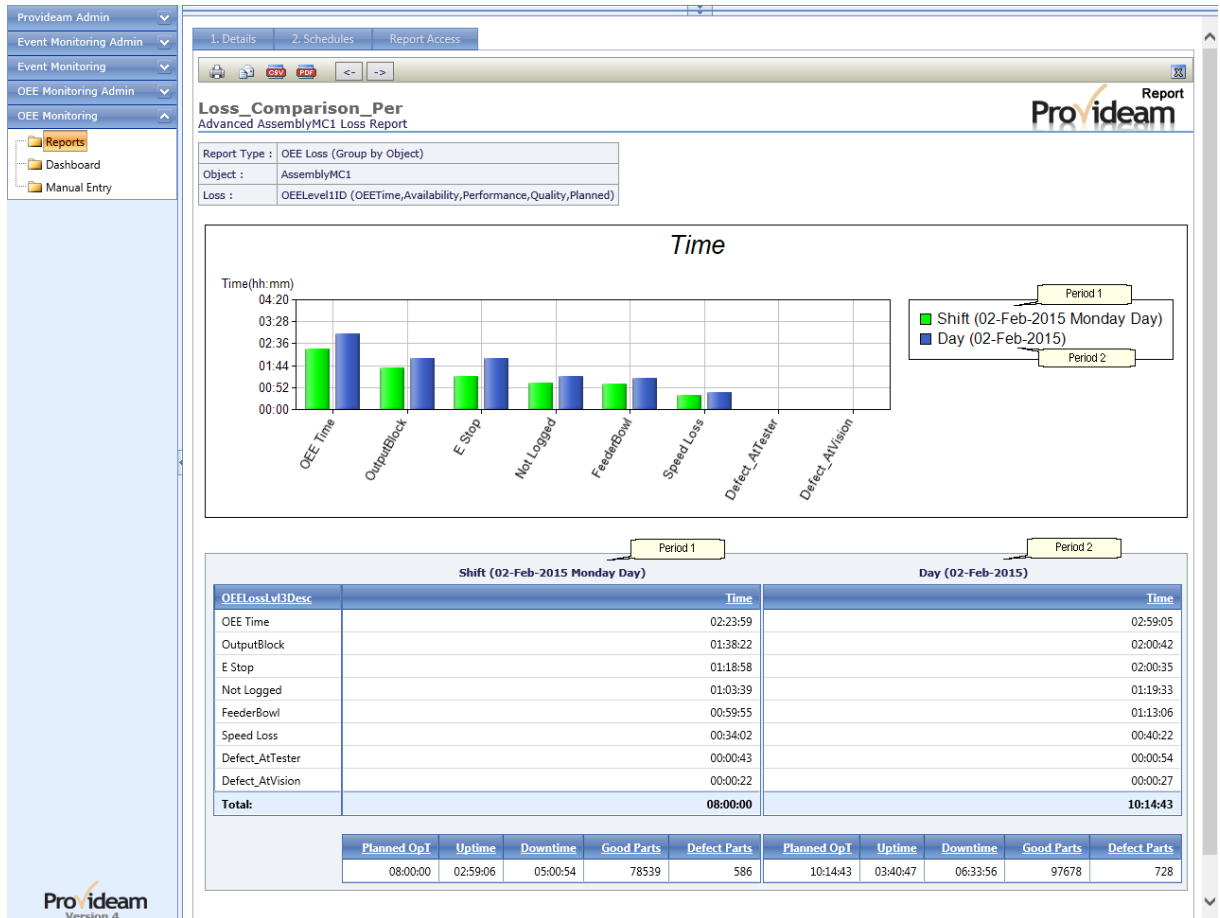 Provideam Admin
Event Monitoring Admin
Event Monitoring
OEE Monitoring Admin
OEE Monitoring
Reports
Dashboard
Manual Entry
Provideam
Version 4
1. Details 2. Schedules Report Access
CSV PDF <- ->
Report
Provideam
Loss_Comparison_Per
Advanced AssemblyMC1 Loss Report
Report Type : OEE Loss (Group by Object)
Object : AssemblyMC1
Loss : OEELevel1ID (OEETime,Availability,Performance,Quality,Planned)
Time
Time(hh:mm)
04:20
03:28
02:36
01:44
00:52
00:00
OEE Time
OutputBlock
E Stop
Not Logged
FeederBowl
Speed Loss
Defect_AtTester
Defect_AtVision
Period 1
Shift (02-Feb-2015 Monday Day)
Day (02-Feb-2015)
Period 2
Period 1 Period 2
Shift (02-Feb-2015 Monday Day) Day (02-Feb-2015)
OEELossLvl3Desc Time Time
OEE Time 02:23:59 02:59:05
OutputBlock 01:38:22 02:00:42
E Stop 01:18:58 02:00:35
Not Logged 01:03:39 01:19:33
FeederBowl 00:59:55 01:13:06
Speed Loss 00:34:02 00:40:22
Defect_AtTester 00:00:43 00:00:54
Defect_AtVision 00:00:22 00:00:27
Total: 08:00:00 10:14:43
Planned OpT Uptime Downtime Good Parts Defect Parts Planned OpT Uptime Downtime Good Parts Defect Parts
08:00:00 02:59:06 05:00:54 78539 586 10:14:43 03:40:47 06:33:56 97678 728